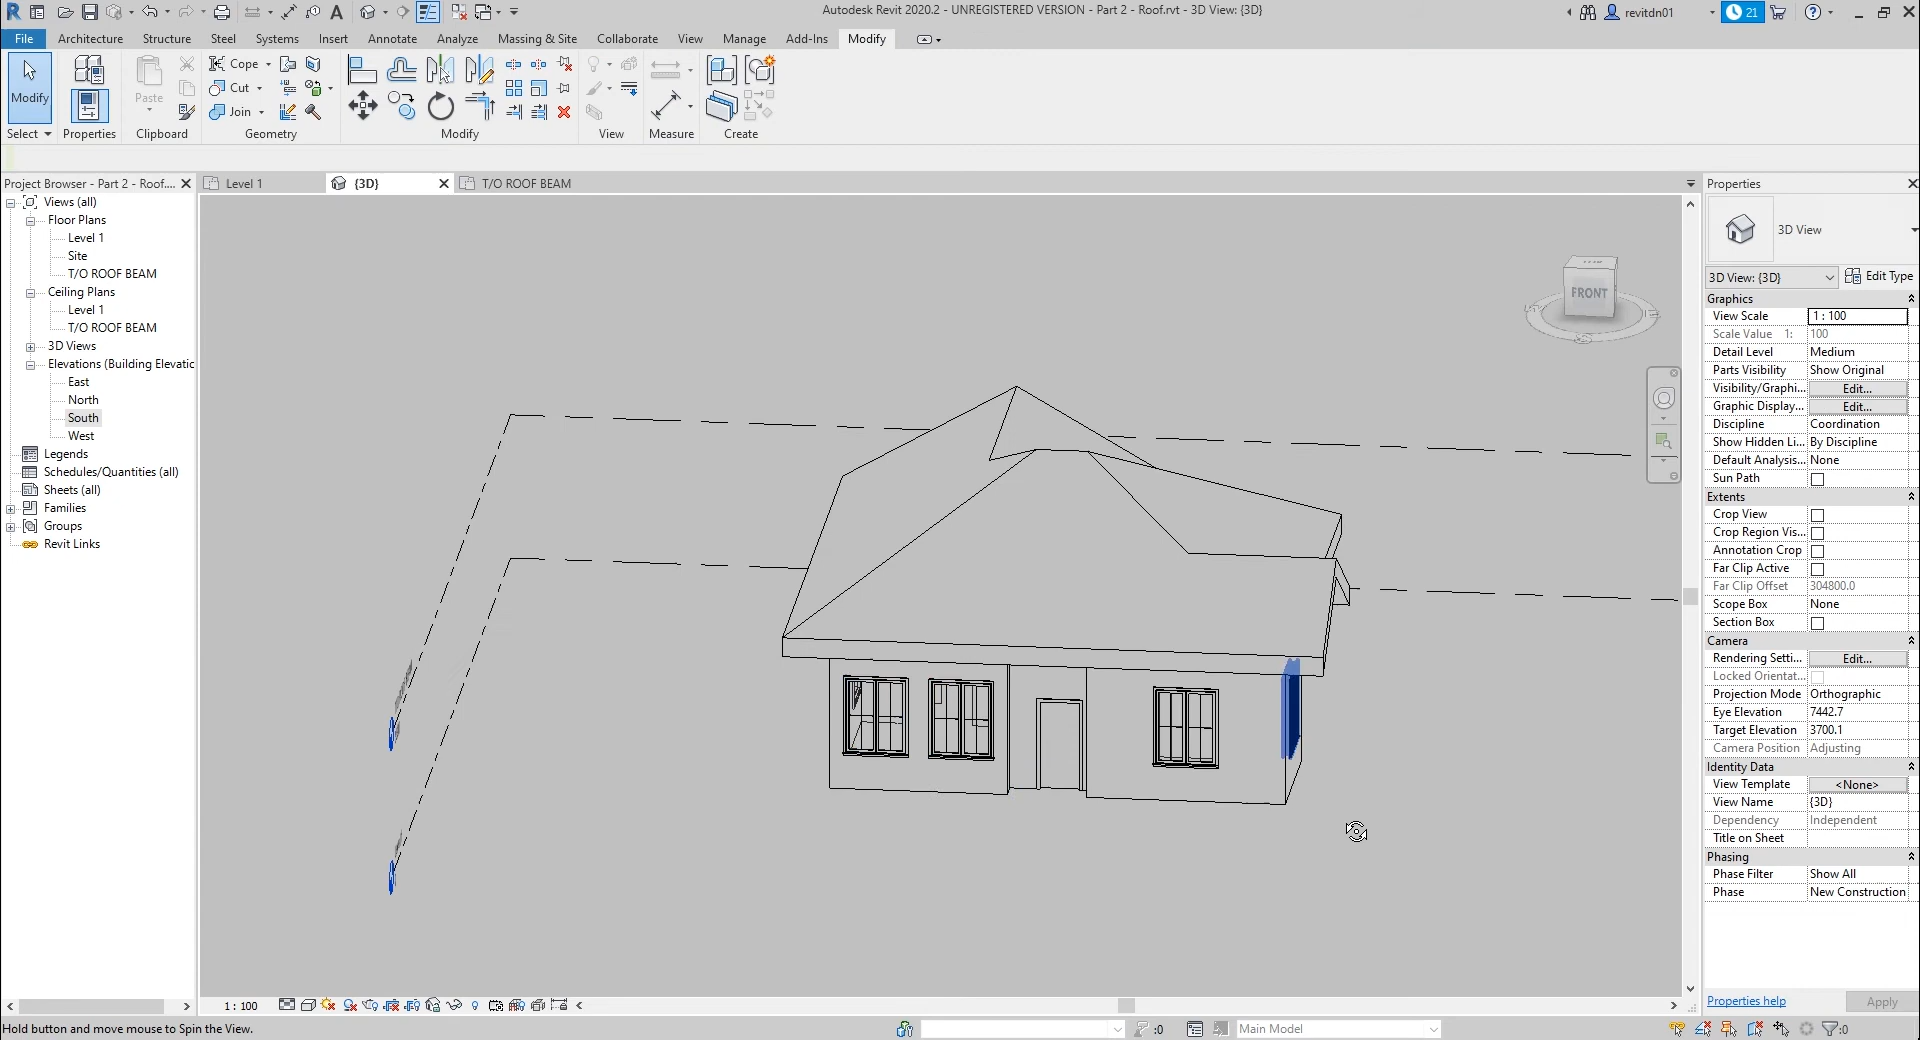 Autodesk Revit 2020.2 - UNREGISTERED VERSION - Part 2 - Roof.rvt - 3D View: {3D}
revitdn01
21
File Architecture Structure Steel Systems Insert Annotate Analyze Massing & Site Collaborate View Manage Add-Ins Modify
Modify
Paste
Cope
Cut
Join
Select Properties Clipboard Geometry Modify View Measure Create
Project Browser - Part 2 - Roof....
Level 1
{3D}
T/O ROOF BEAM
Properties
Views (all)
Floor Plans
Level 1
Site
T/O ROOF BEAM
Ceiling Plans
Level 1
T/O ROOF BEAM
3D Views
Elevations (Building Elevatic
East
North
South
West
Legends
Schedules/Quantities (all)
Sheets (all)
Families
Groups
Revit Links
FRONT
3D View
3D View: {3D} Edit Type
Graphics
View Scale 1 : 100
Scale Value 1: 100
Detail Level Medium
Parts Visibility Show Original
Visibility/Graphi... Edit...
Graphic Display... Edit...
Discipline Coordination
Show Hidden Li... By Discipline
Default Analysis... None
Sun Path
Extents
Crop View
Crop Region Vis...
Annotation Crop
Far Clip Active
Far Clip Offset 304800.0
Scope Box None
Section Box
Camera
Rendering Setti... Edit...
Locked Orientat...
Projection Mode Orthographic
Eye Elevation 7442.7
Target Elevation 3700.1
Camera Position Adjusting
Identity Data
View Template <None>
View Name {3D}
Dependency Independent
Title on Sheet
Phasing
Phase Filter Show All
Phase New Construction
Properties help Apply
1 : 100
Hold button and move mouse to Spin the View.
:0
Main Model
:0